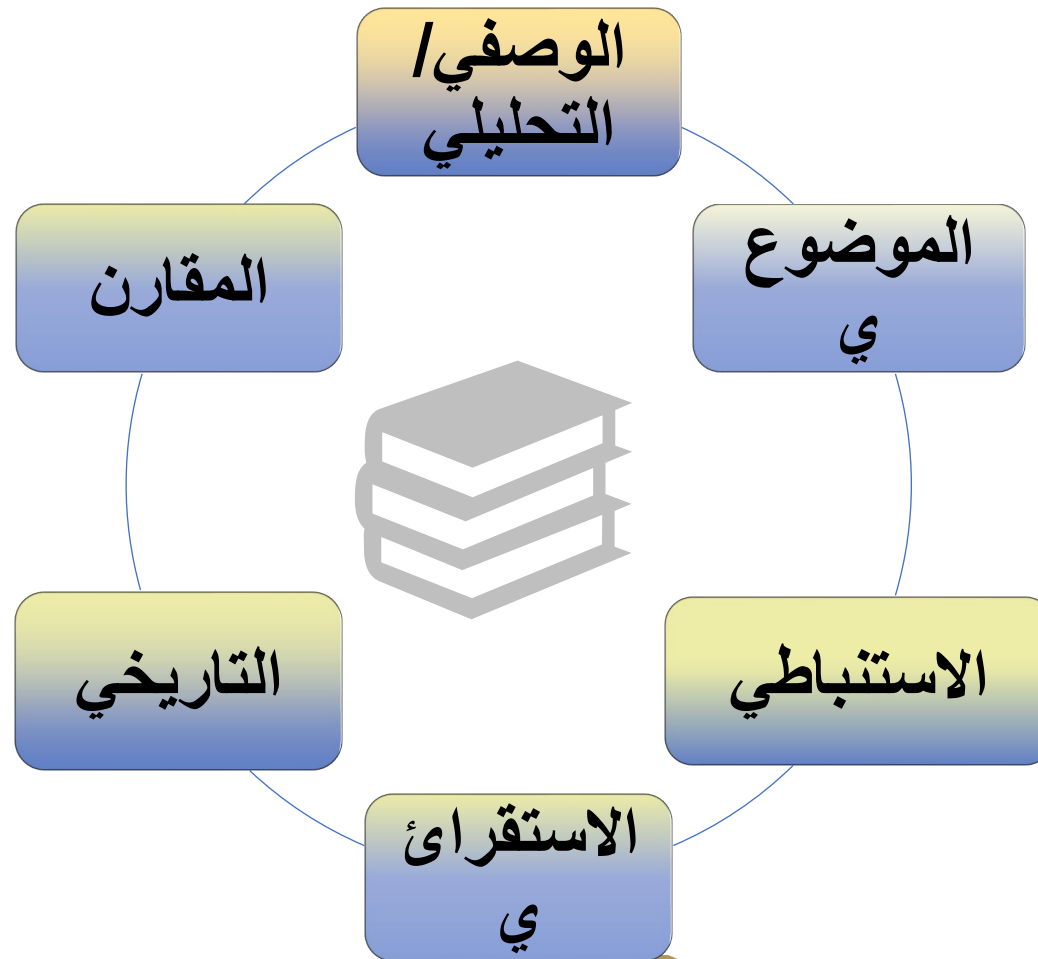 الوصفي/
التحليلي
الموضوع
ي
الاستنباطي
الاستقرائ
ي
التاريخي
المقارن